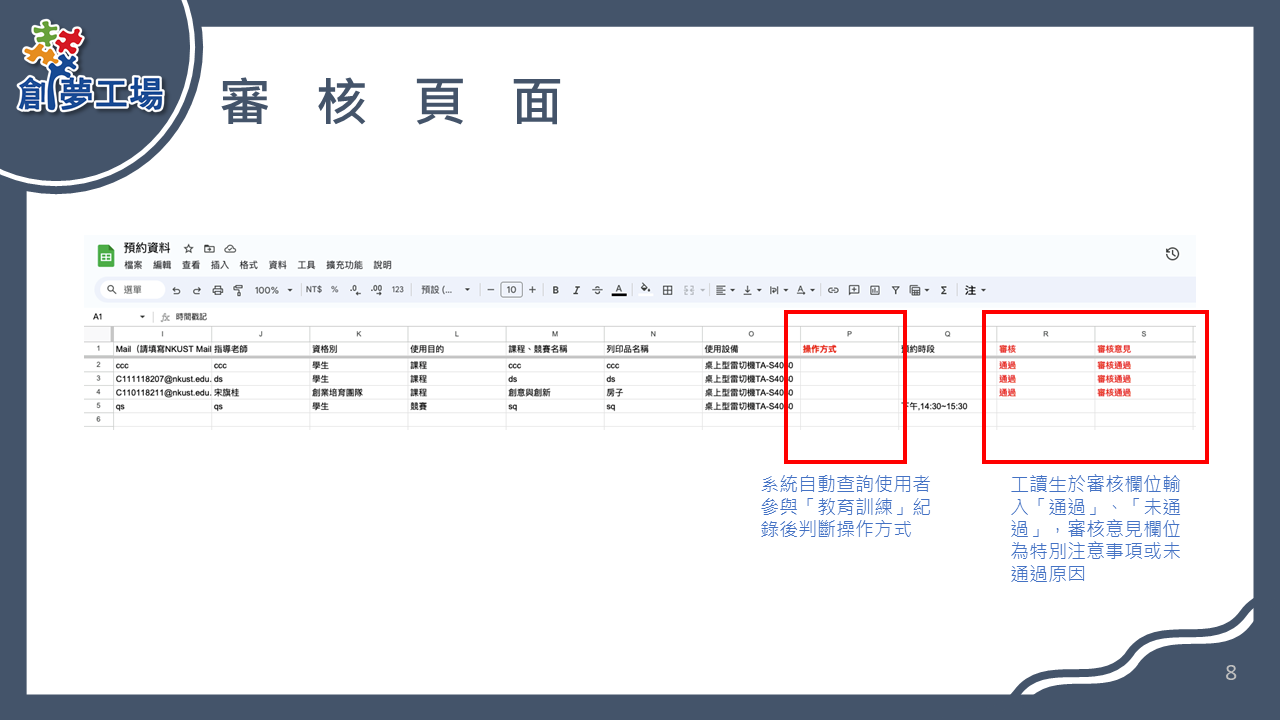 創夢工場
審核頁面
預約資料
檔案 編輯 查看 插入 格式 資料 工具 擴充功能 說明
選單 100% NT$ % .0 .00 123 預設 (... − 10 + B I S A Σ 注
A1 fx 時間戳記
I J K L M N O P Q R S
1 Mail（請填寫NKUST Mail 指導老師 資格別 使用目的 課程、競賽名稱 列印品名稱 使用設備 操作方式 預約時段 審核 審核意見
2 ccc ccc 學生 課程 ccc ccc 桌上型雷切機TA-S4060 通過 審核通過
3 C111118207@nkust.edu. ds 學生 課程 ds ds 桌上型雷切機TA-S4060 通過 審核通過
4 C110118211@nkust.edu. 宋旗桂 創業培育團隊 課程 創意與創新 房子 桌上型雷切機TA-S4060 通過 審核通過
5 qs qs 學生 競賽 sq sq 桌上型雷切機TA-S4060 下午,14:30~15:30
6
系統自動查詢使用者
參與「教育訓練」紀
錄後判斷操作方式
工讀生於審核欄位輸
入「通過」、「未通
過」，審核意見欄位
為特別注意事項或未
通過原因
8